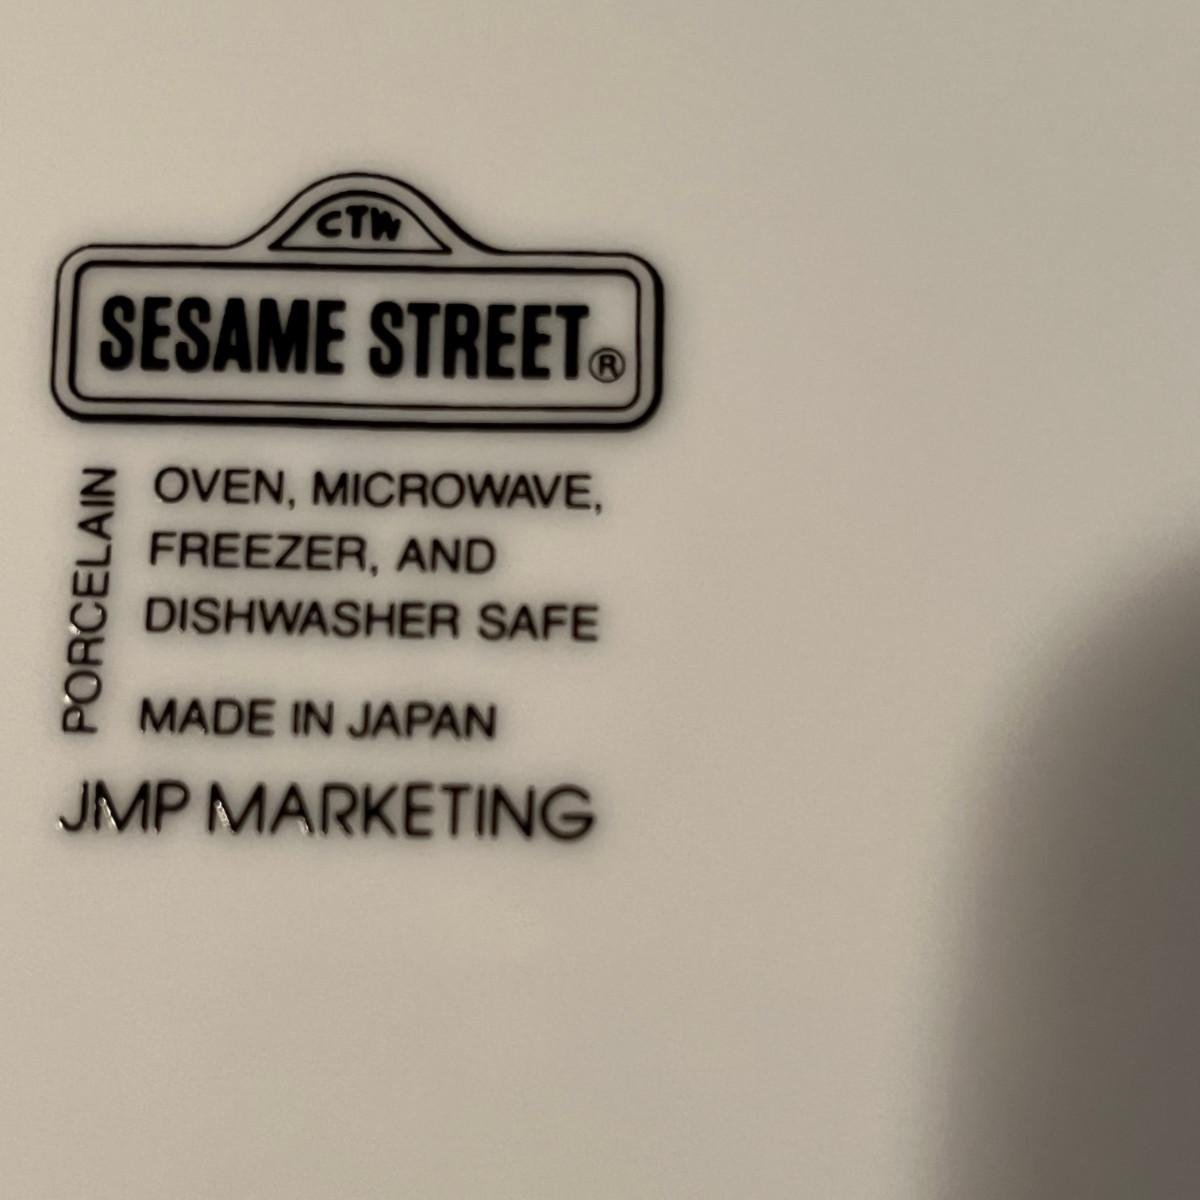 CTW
SESAME STREET®
PORCELAIN
OVEN, MICROWAVE,
FREEZER, AND
DISHWASHER SAFE
MADE IN JAPAN
JMP MARKETING